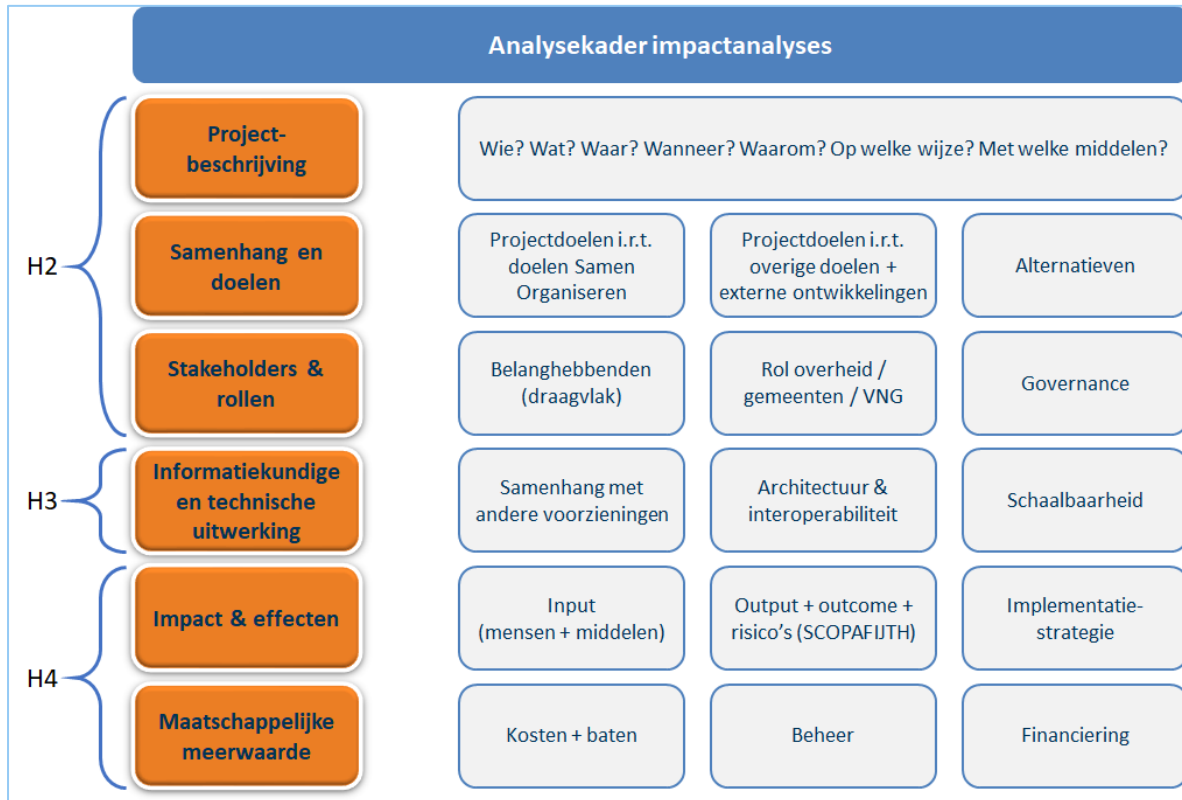 Analysekader impactanalyses
H2
Project-
beschrijving
Wie? Wat? Waar? Wanneer? Waarom? Op welke wijze? Met welke middelen?
Samenhang en
doelen
Projectdoelen i.r.t.
doelen Samen
Organiseren
Projectdoelen i.r.t.
overige doelen +
externe ontwikkelingen
Alternatieven
Stakeholders &
rollen
Belanghebbenden
(draagvlak)
Rol overheid /
gemeenten / VNG
Governance
H3
Informatiekundige
en technische
uitwerking
Samenhang met
andere voorzieningen
Architectuur &
interoperabiliteit
Schaalbaarheid
H4
Impact & effecten
Input
(mensen + middelen)
Output + outcome +
risico's (SCOPAFIJTH)
Implementatie-
strategie
Maatschappelijke
meerwaarde
Kosten + baten
Beheer
Financiering